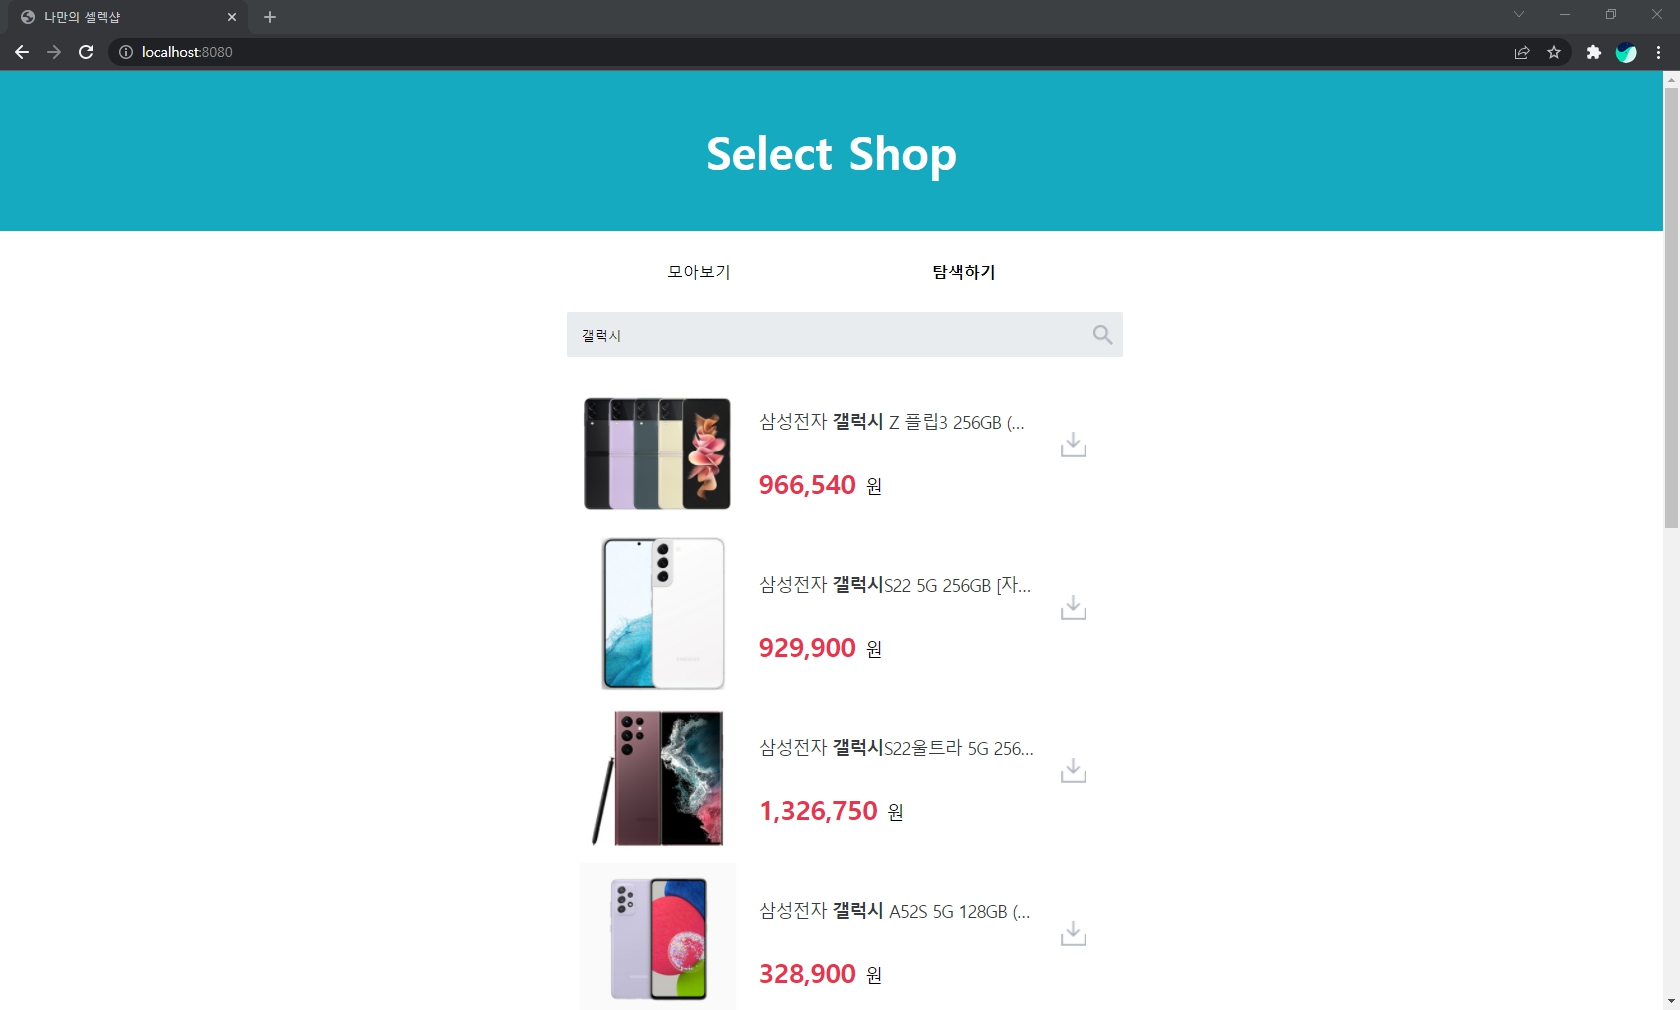 나만의 셀렉샵
localhost:8080
Select Shop
모아보기 탐색하기
갤럭시
삼성전자 갤럭시 Z 플립3 256GB (...
966,540 원
삼성전자 갤럭시S22 5G 256GB [자...
929,900 원
삼성전자 갤럭시S22울트라 5G 256...
1,326,750 원
삼성전자 갤럭시 A52S 5G 128GB (...
328,900 원